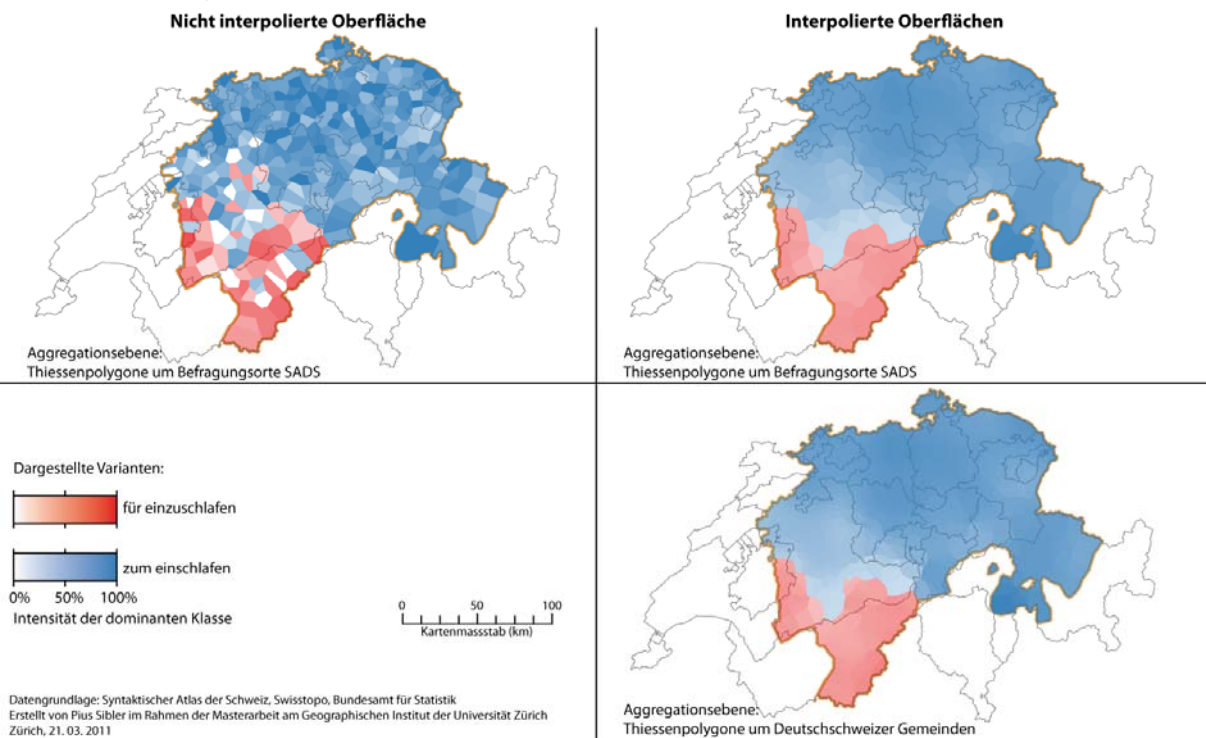 Nicht interpolierte Oberfläche
Interpolierte Oberflächen
Aggregationsebene:
Thiessenpolygone um Befragungsorte SADS
Aggregationsebene:
Thiessenpolygone um Befragungsorte SADS
Dargestellte Varianten:
für einzuschlafen
zum einschlafen
0% 50% 100%
Intensität der dominanten Klasse
0 50 100
Kartenmassstab (km)
Datengrundlage: Syntaktischer Atlas der Schweiz, Swisstopo, Bundesamt für Statistik
Erstellt von Pius Sibler im Rahmen der Masterarbeit am Geographischen Institut der Universität Zürich
Zürich, 21. 03. 2011
Aggregationsebene:
Thiessenpolygone um Deutschschweizer Gemeinden